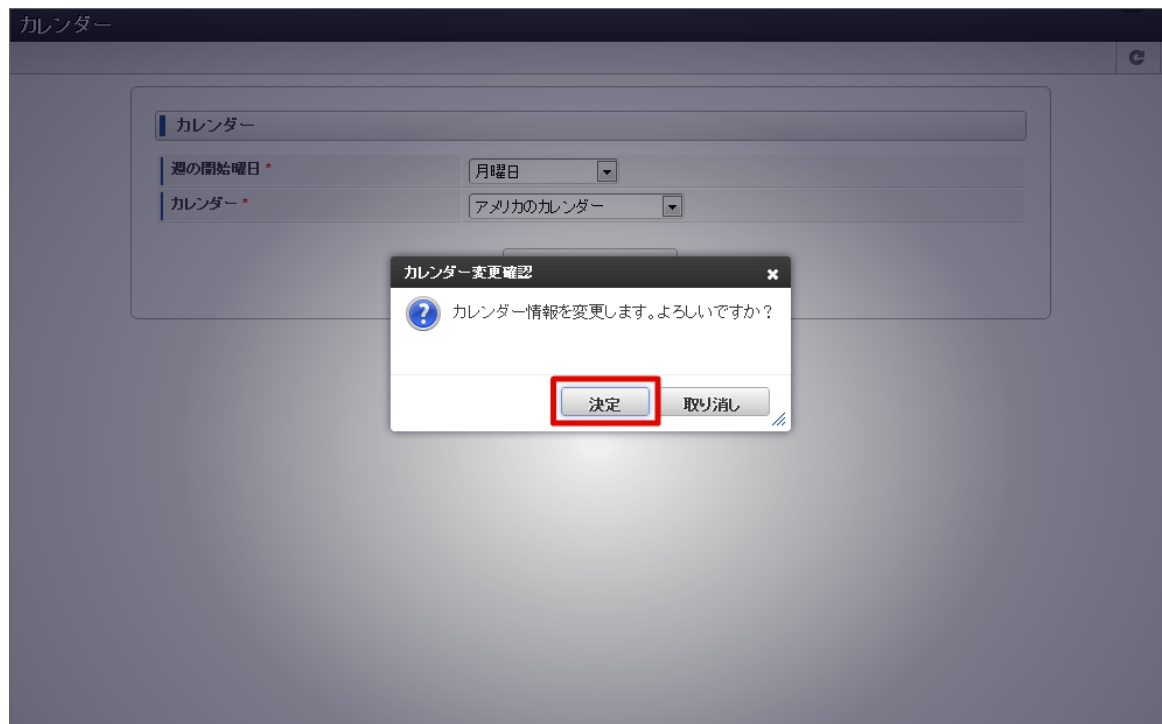 カレンダー
カレンダー
週の開始曜日 *
月曜日
カレンダー *
アメリカのカレンダー
カレンダー変更確認
カレンダー情報を変更します。よろしいですか？
決定
取り消し